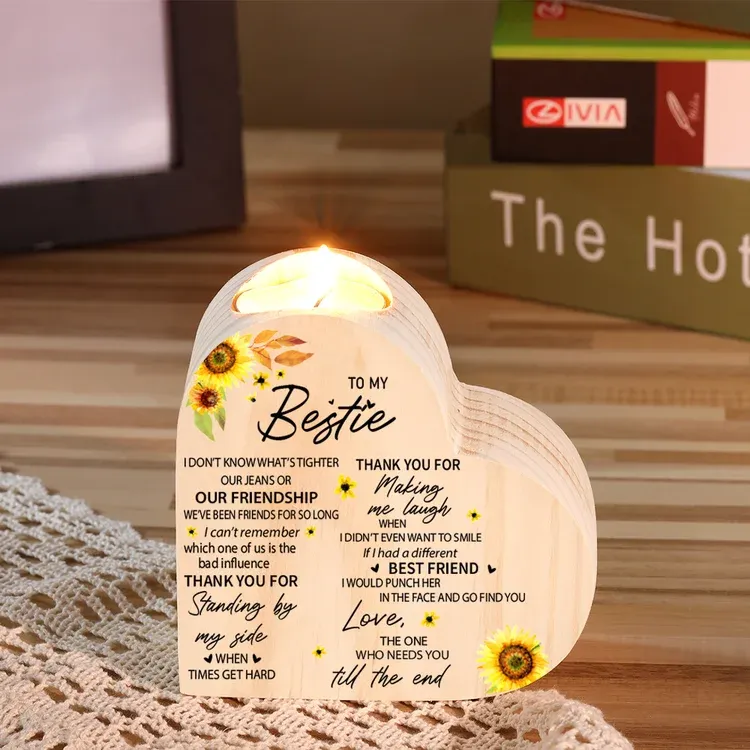 IVIA
The Hot
TO MY
Bestie
I DON'T KNOW WHAT'S TIGHTER
OUR JEANS OR
OUR FRIENDSHIP
WE'VE BEEN FRIENDS FOR SO LONG
I can't remember
which one of us is the
bad influence
THANK YOU FOR
Standing by
my side
WHEN
TIMES GET HARD
THANK YOU FOR
Making
me laugh
WHEN
I DIDN'T EVEN WANT TO SMILE
If I had a different
BEST FRIEND
I WOULD PUNCH HER
IN THE FACE AND GO FIND YOU
Love,
THE ONE
WHO NEEDS YOU
till the end